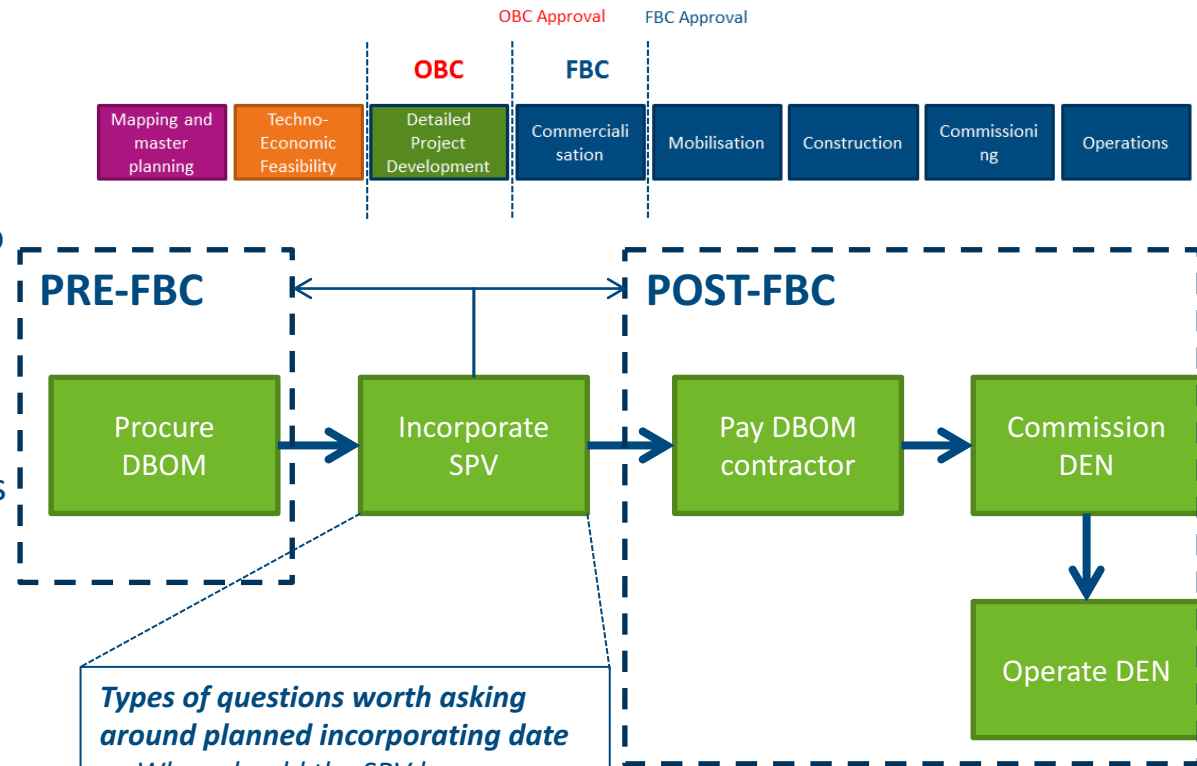 OBC Approval
FBC Approval
OBC
FBC
Mapping and
master
planning
Techno-
Economic
Feasibility
Detailed
Project
Development
Commerciali
sation
Mobilisation
Construction
Commissioni
ng
Operations
PRE-FBC
POST-FBC
Procure
DBOM
Incorporate
SPV
Pay DBOM
contractor
Commission
DEN
Operate DEN
Types of questions worth asking
around planned incorporating date